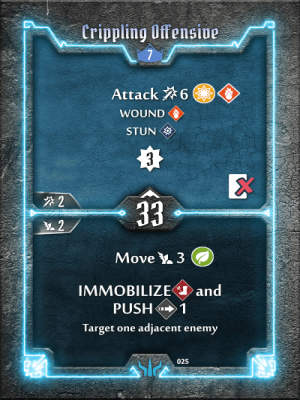 Crippling Offensive
7
Attack 6
WOUND
STUN
3
2
33
2
Move 3
IMMOBILIZE and
PUSH 1
Target one adjacent enemy
025